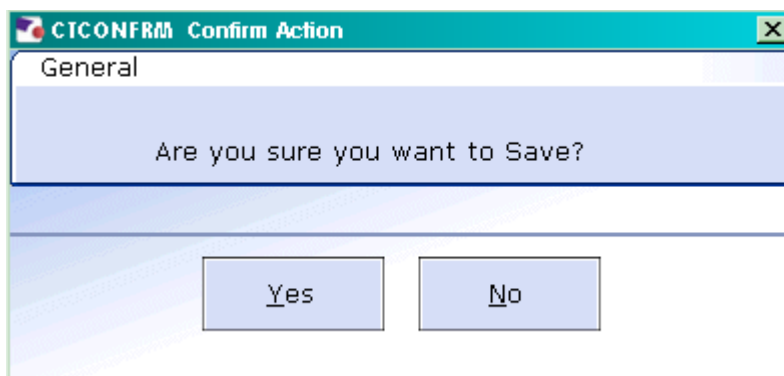 CTCONFRM Confirm Action
General
Are you sure you want to Save?
Yes No